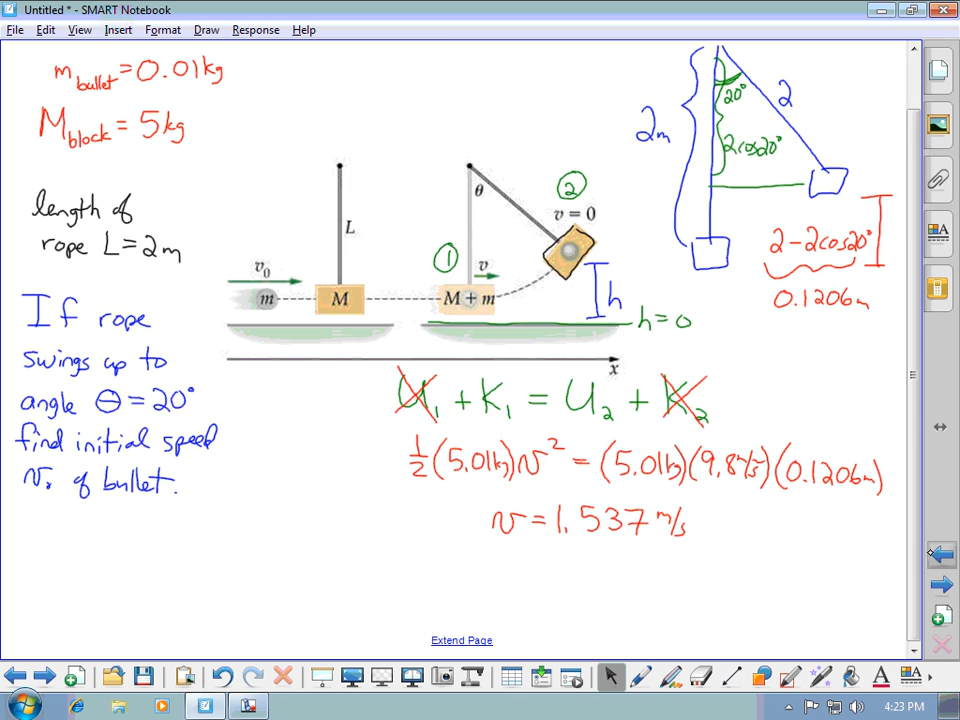 Untitled * - SMART Notebook
File Edit View Insert Format Draw Response Help
m bullet = 0.01kg
M block = 5kg
length of
rope L = 2m
If rope
swings up to
angle Θ = 20°
find initial speed
v₀ of bullet.
v₀
m
M
L
θ
①
v
M + m
②
v = 0
h
h = 0
x
2m
20°
2
2cos20°
2 - 2cos20°
0.1206m
U₁ + K₁ = U₂ + K₂
½(5.01kg)v² = (5.01kg)(9.8m/s²)(0.1206m)
v = 1.537 m/s
Extend Page
4:23 PM